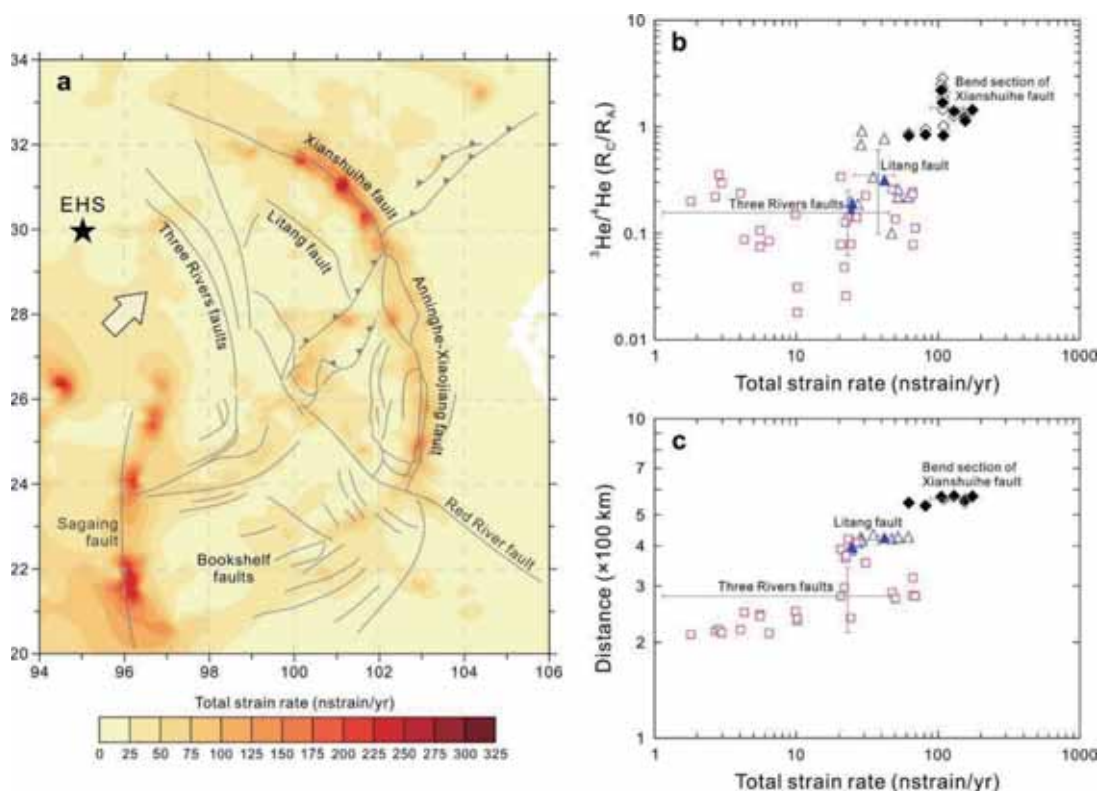 a
34
32
30
28
26
24
22
20
94
96
98
100
102
104
106
EHS
Xianshuihe fault
Litang fault
Three Rivers faults
Anninghe-Xiaojiang fault
Sagaing
fault
Bookshelf
faults
Red River fault
Total strain rate (nstrain/yr)
0 25 50 75 100 125 150 175 200 225 250 275 300 325
b
³He/⁴He (R_C/R_A)
10
1
0.1
0.01
Bend section of
Xianshuihe fault
Litang fault
Three Rivers faults
1 10 100 1000
Total strain rate (nstrain/yr)
c
Distance (×100 km)
10
7
6
5
4
3
2
1
Bend section of
Xianshuihe fault
Litang fault
Three Rivers faults
1 10 100 1000
Total strain rate (nstrain/yr)